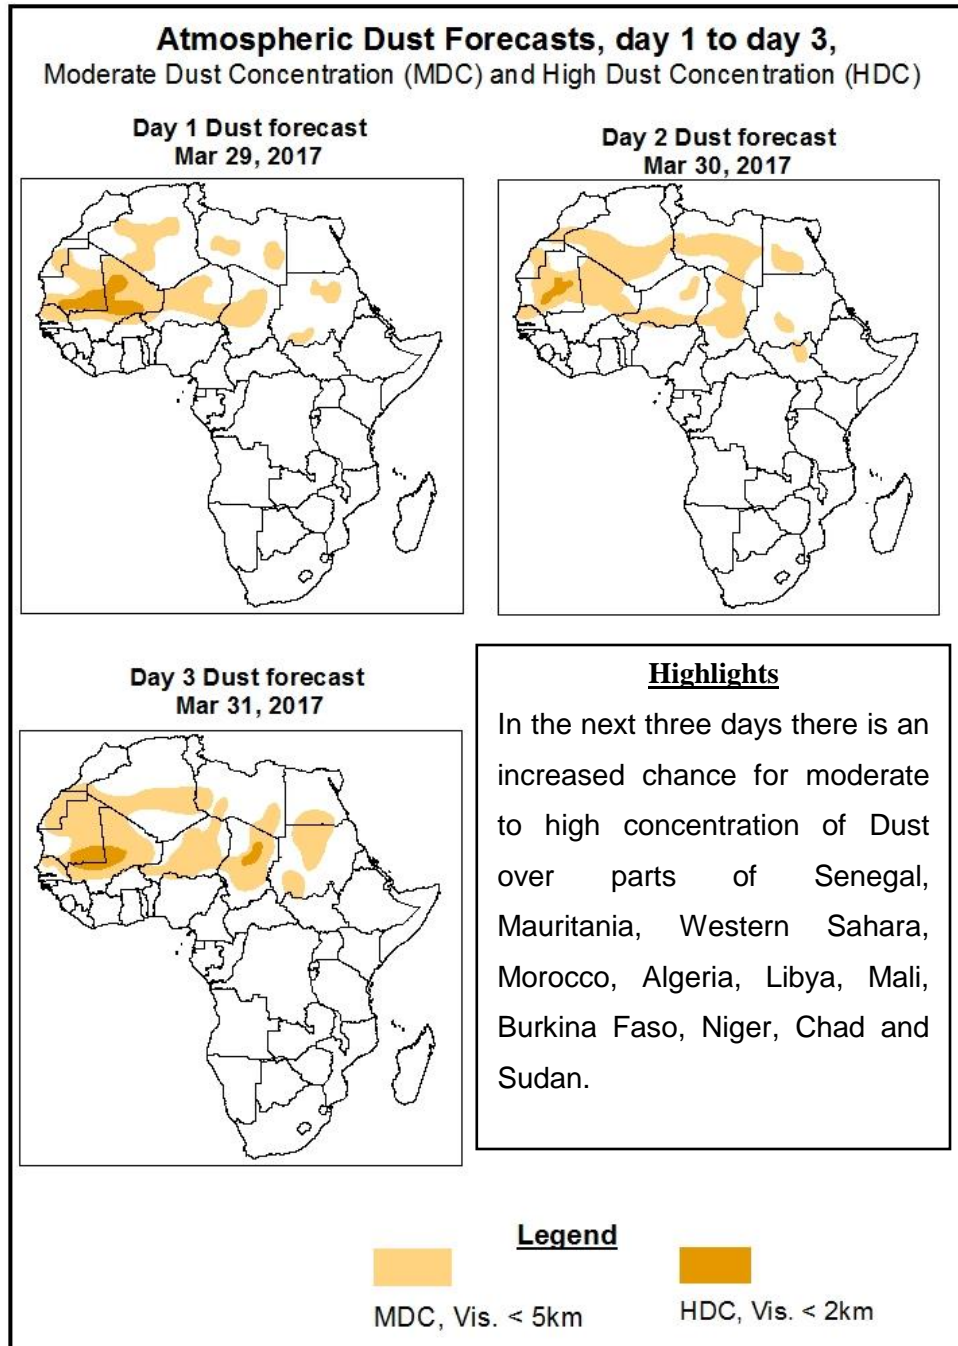 Atmospheric Dust Forecasts, day 1 to day 3,
Moderate Dust Concentration (MDC) and High Dust Concentration (HDC)
Day 1 Dust forecast
Mar 29, 2017
Day 2 Dust forecast
Mar 30, 2017
Day 3 Dust forecast
Mar 31, 2017
Highlights
In the next three days there is an
increased chance for moderate
to high concentration of Dust
over parts of Senegal,
Mauritania, Western Sahara,
Morocco, Algeria, Libya, Mali,
Burkina Faso, Niger, Chad and
Sudan.
Legend
MDC, Vis. < 5km
HDC, Vis. < 2km